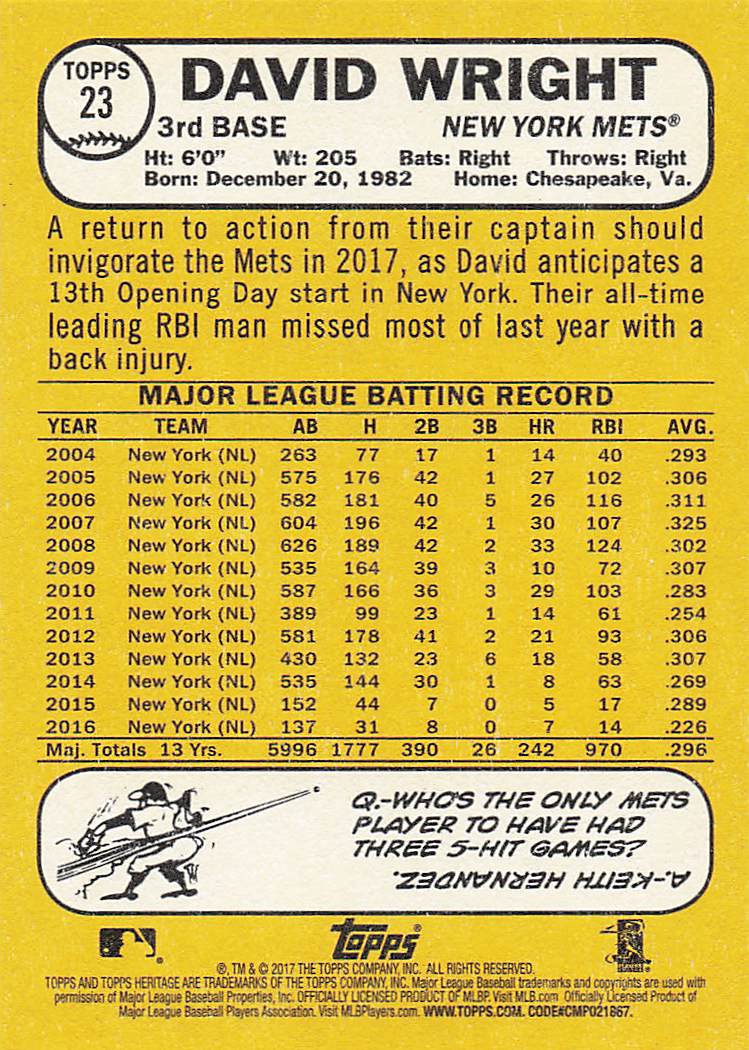 TOPPS
23
DAVID WRIGHT
3rd BASE NEW YORK METS®
Ht: 6'0" Wt: 205 Bats: Right Throws: Right
Born: December 20, 1982 Home: Chesapeake, Va.
A return to action from their captain should
invigorate the Mets in 2017, as David anticipates a
13th Opening Day start in New York. Their all-time
leading RBI man missed most of last year with a
back injury.
MAJOR LEAGUE BATTING RECORD
YEAR TEAM AB H 2B 3B HR RBI AVG.
2004 New York (NL) 263 77 17 1 14 40 .293
2005 New York (NL) 575 176 42 1 27 102 .306
2006 New York (NL) 582 181 40 5 26 116 .311
2007 New York (NL) 604 196 42 1 30 107 .325
2008 New York (NL) 626 189 42 2 33 124 .302
2009 New York (NL) 535 164 39 3 10 72 .307
2010 New York (NL) 587 166 36 3 29 103 .283
2011 New York (NL) 389 99 23 1 14 61 .254
2012 New York (NL) 581 178 41 2 21 93 .306
2013 New York (NL) 430 132 23 6 18 58 .307
2014 New York (NL) 535 144 30 1 8 63 .269
2015 New York (NL) 152 44 7 0 5 17 .289
2016 New York (NL) 137 31 8 0 7 14 .226
Maj. Totals 13 Yrs. 5996 1777 390 26 242 970 .296
Q.-WHO'S THE ONLY METS
PLAYER TO HAVE HAD
THREE 5-HIT GAMES?
A.-KEITH HERNANDEZ.
Topps®
®, TM & © 2017 THE TOPPS COMPANY, INC. ALL RIGHTS RESERVED.
TOPPS AND TOPPS HERITAGE ARE TRADEMARKS OF THE TOPPS COMPANY, INC. Major League Baseball trademarks and copyrights are used with
permission of Major League Baseball Properties, Inc. OFFICIALLY LICENSED PRODUCT OF MLBP. Visit MLB.com Officially Licensed Product of
Major League Baseball Players Association. Visit MLBPlayers.com. WWW.TOPPS.COM. CODE#CMP021867.